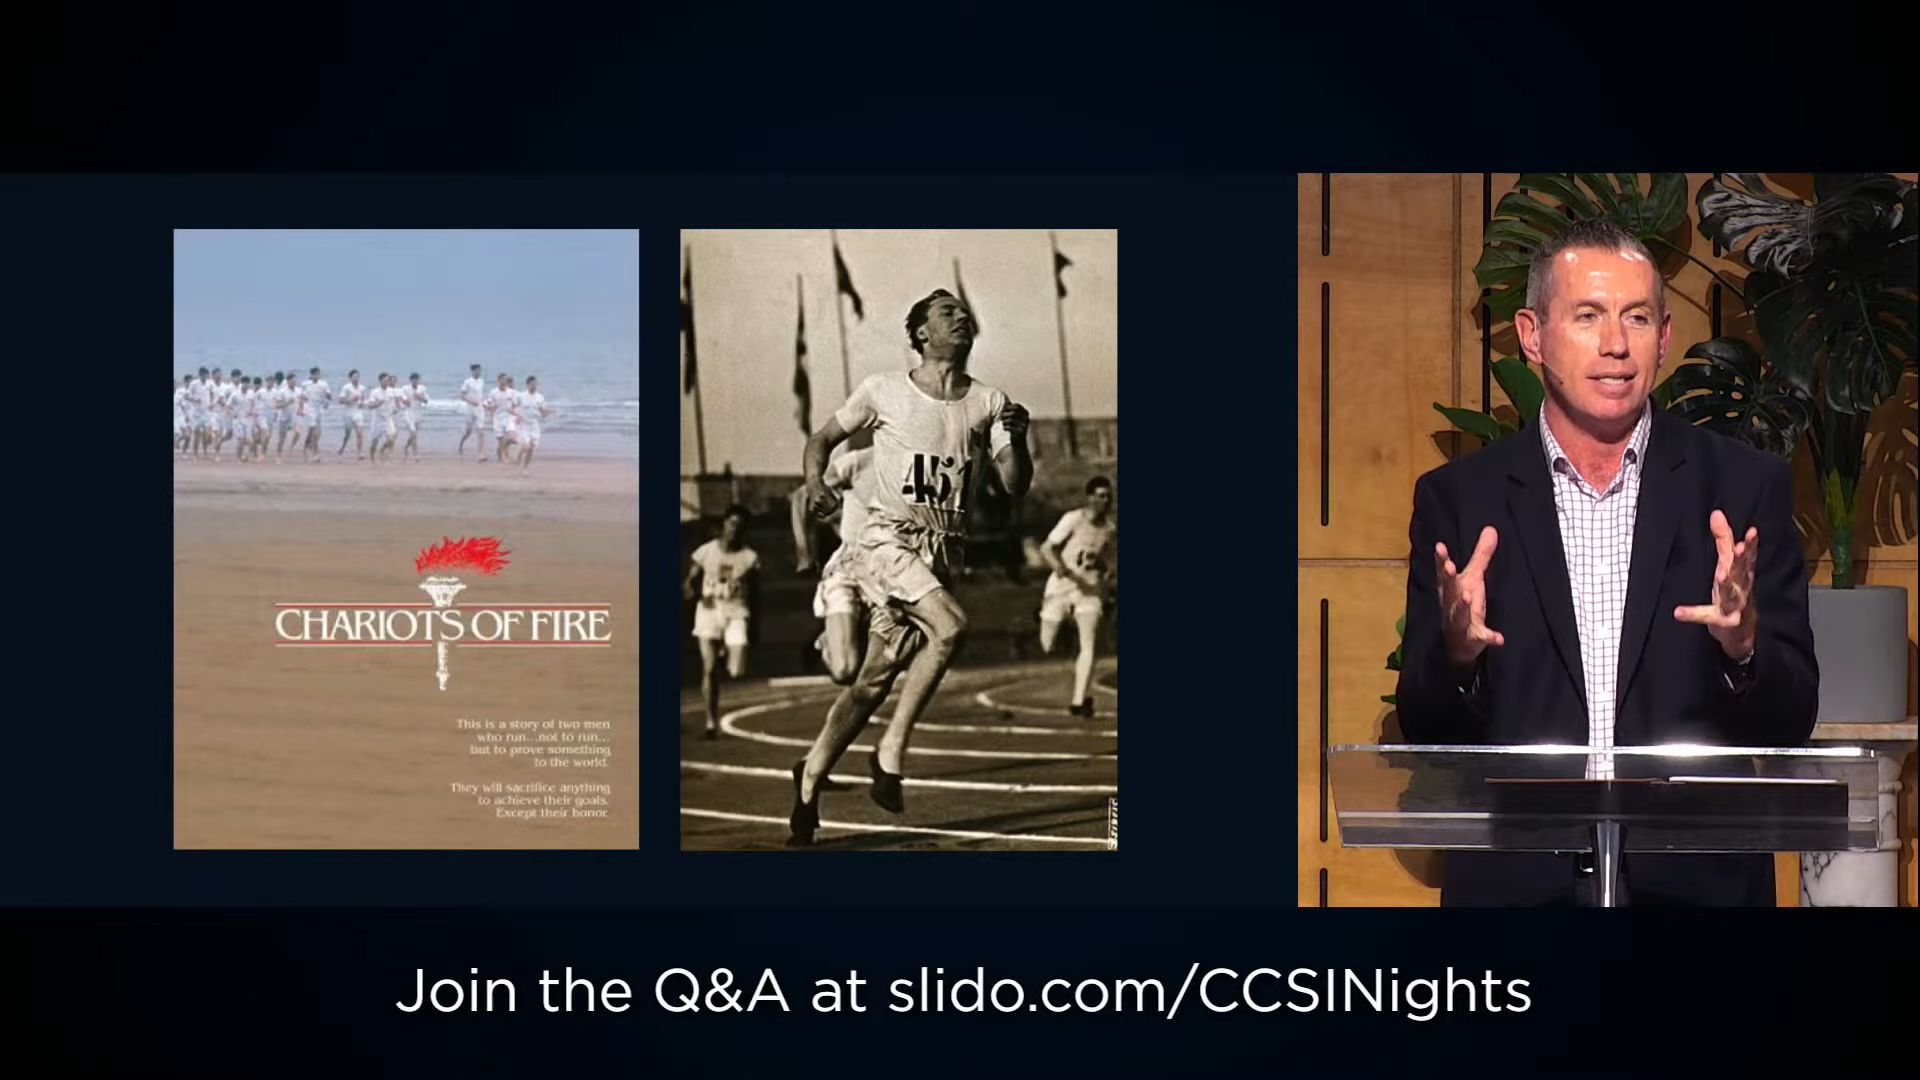 CHARIOTS OF FIRE
This is a story of two men
who run...not to run...
but to prove something
to the world.
They will sacrifice anything
to achieve their goals.
Except their honor.
451
Join the Q&A at slido.com/CCSINights